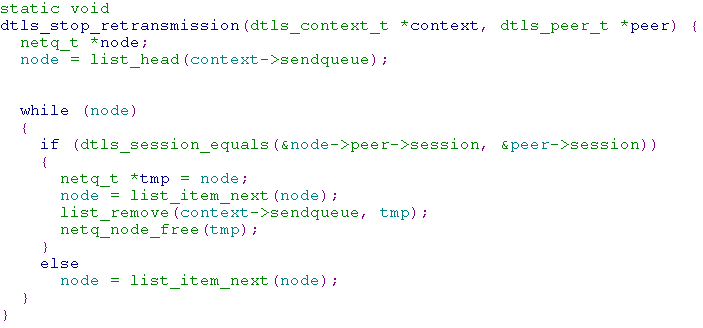 static void
dtls_stop_retransmission(dtls_context_t *context, dtls_peer_t *peer) {
  netq_t *node;
  node = list_head(context->sendqueue);

  while (node)
  {
    if (dtls_session_equals(&node->peer->session, &peer->session))
    {
      netq_t *tmp = node;
      node = list_item_next(node);
      list_remove(context->sendqueue, tmp);
      netq_node_free(tmp);
    }
    else
      node = list_item_next(node);
  }
}